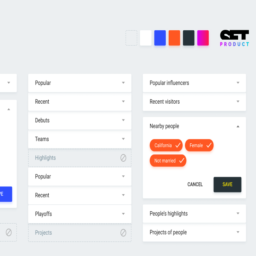 SET
PRODUCT
Popular
Recent
Debuts
Teams
Highlights
Popular
Recent
Playoffs
Projects
Popular influencers
Recent visitors
Nearby people
California
Female
Not married
CANCEL
SAVE
People's highlights
Projects of people